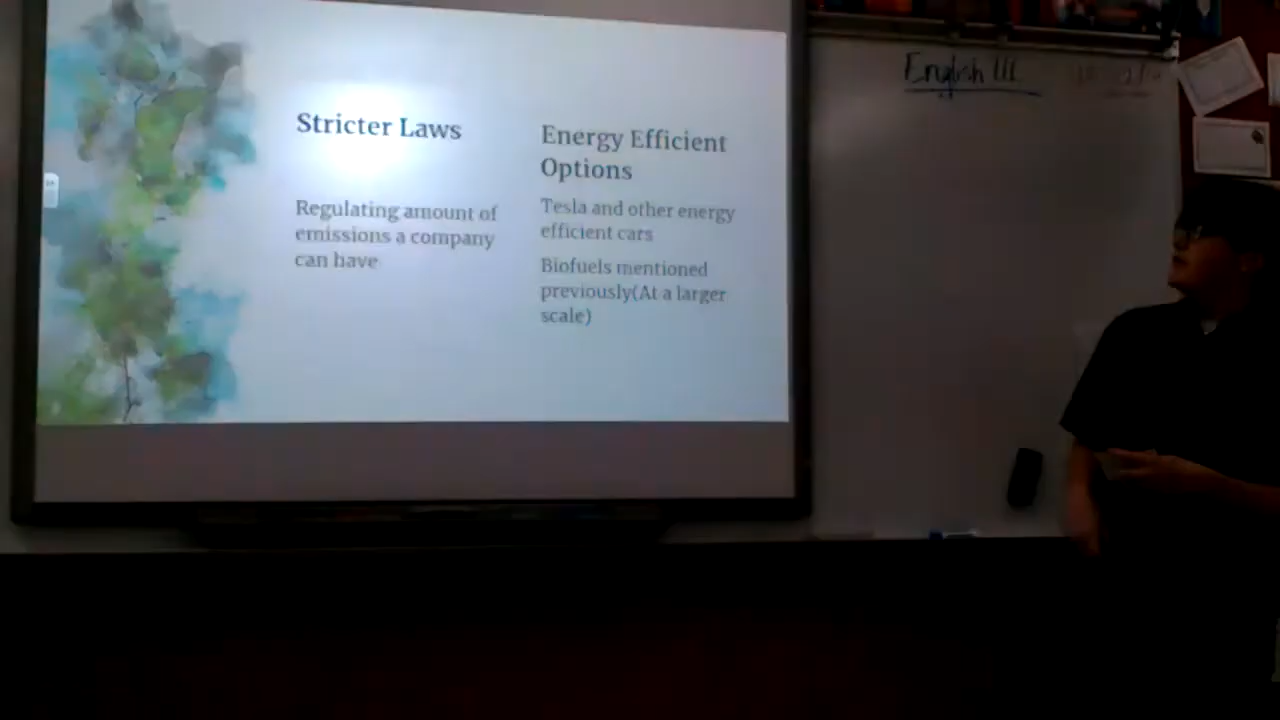 Stricter Laws
Regulating amount of
emissions a company
can have
Energy Efficient
Options
Tesla and other energy
efficient cars
Biofuels mentioned
previously(At a larger
scale)
English III